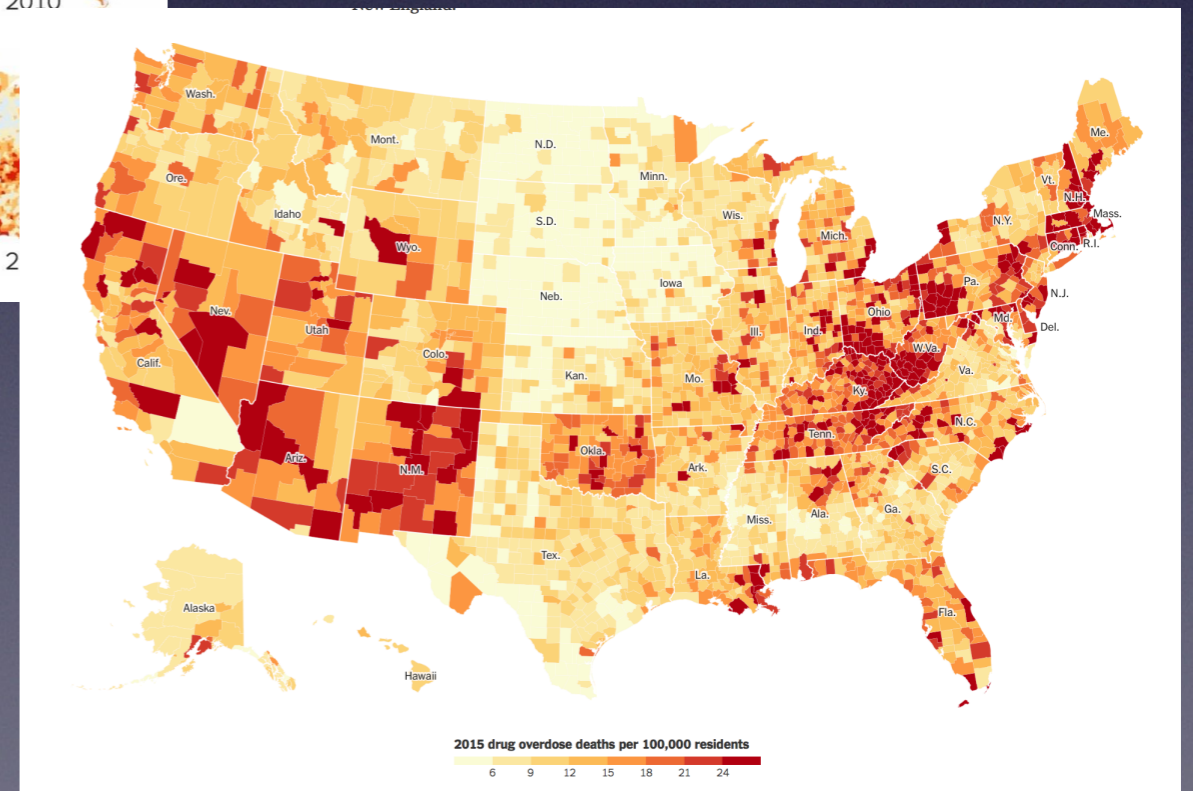 2010
New England.
2
Wash.
Mont.
N.D.
Minn.
Me.
Ore.
Idaho
S.D.
Wis.
Vt.
N.H.
Wyo.
Mich.
N.Y.
Mass.
Conn.
R.I.
Nev.
Neb.
Iowa
Pa.
N.J.
Utah
Ill.
Ind.
Ohio
Md.
Del.
Calif.
Colo.
Kan.
Mo.
W.Va.
Va.
Ky.
Ariz.
N.M.
Okla.
Ark.
Tenn.
N.C.
S.C.
Tex.
La.
Miss.
Ala.
Ga.
Fla.
Alaska
Hawaii
2015 drug overdose deaths per 100,000 residents
6 9 12 15 18 21 24